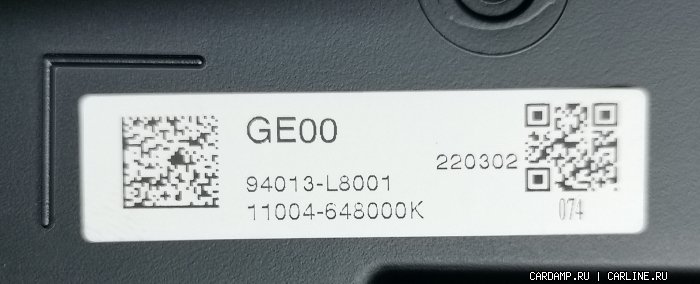 GE00
220302
94013-L8001
11004-648000K
074
CARDAMP.RU | CARLINE.RU